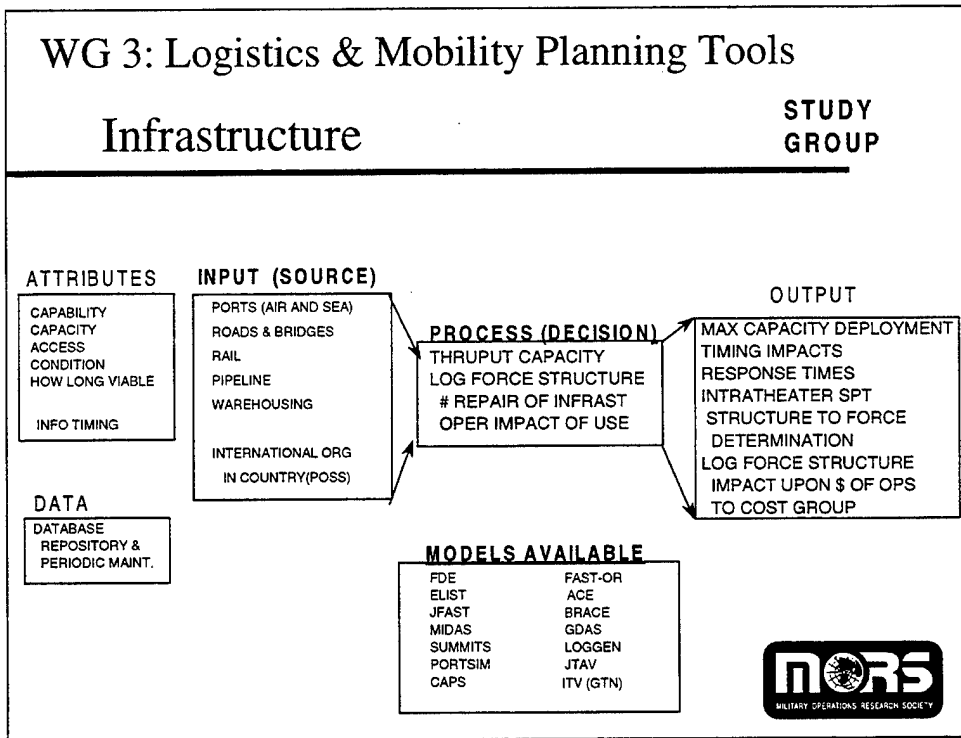 WG 3: Logistics & Mobility Planning Tools
Infrastructure
STUDY
GROUP
ATTRIBUTES
CAPABILITY
CAPACITY
ACCESS
CONDITION
HOW LONG VIABLE
INFO TIMING
DATA
DATABASE
REPOSITORY &
PERIODIC MAINT.
INPUT (SOURCE)
PORTS (AIR AND SEA)
ROADS & BRIDGES
RAIL
PIPELINE
WAREHOUSING
INTERNATIONAL ORG
IN COUNTRY(POSS)
PROCESS (DECISION)
THRUPUT CAPACITY
LOG FORCE STRUCTURE
# REPAIR OF INFRAST
OPER IMPACT OF USE
OUTPUT
MAX CAPACITY DEPLOYMENT
TIMING IMPACTS
RESPONSE TIMES
INTRATHEATER SPT
STRUCTURE TO FORCE
DETERMINATION
LOG FORCE STRUCTURE
IMPACT UPON $ OF OPS
TO COST GROUP
MODELS AVAILABLE
FDE FAST-OR
ELIST ACE
JFAST BRACE
MIDAS GDAS
SUMMITS LOGGEN
PORTSIM JTAV
CAPS ITV (GTN)
MORS
MILITARY OPERATIONS RESEARCH SOCIETY